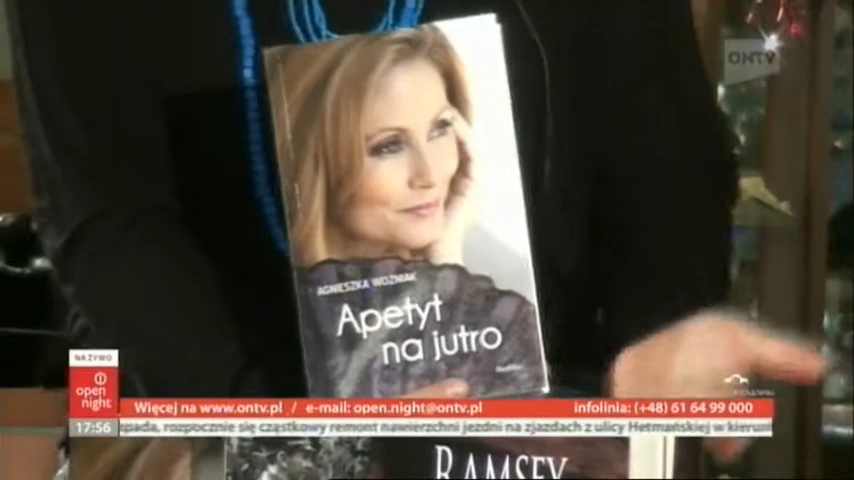 ONTV
AGNIESZKA WOŹNIAK
Apetyt
na jutro
NA ŻYWO
open
night
Więcej na www.ontv.pl / e-mail: open.night@ontv.pl
infolinia: (+48) 61 64 99 000
17:56
pada, rozpocznie się cząstkowy remont nawierzchni jezdni na zjazdach z ulicy Hetmańskiej w kierun
RAMSEY